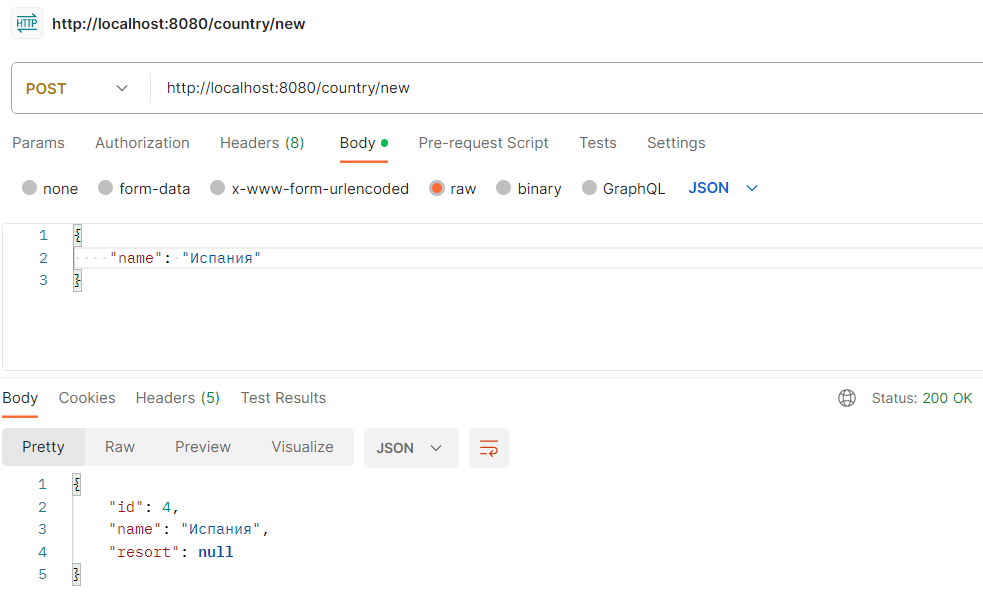 HTTP http://localhost:8080/country/new
POST http://localhost:8080/country/new
Params Authorization Headers (8) Body Pre-request Script Tests Settings
none form-data x-www-form-urlencoded raw binary GraphQL JSON
1 {
2 "name": "Испания"
3 }
Body Cookies Headers (5) Test Results Status: 200 OK
Pretty Raw Preview Visualize JSON
1 {
2 "id": 4,
3 "name": "Испания",
4 "resort": null
5 }